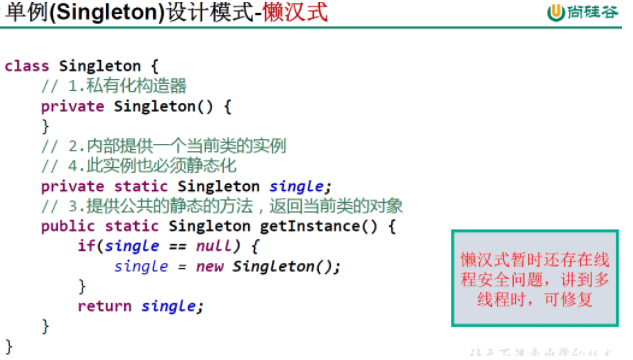 单例(Singleton)设计模式-懒汉式
尚硅谷
class Singleton {
// 1.私有化构造器
private Singleton() {
}
// 2.内部提供一个当前类的实例
// 4.此实例也必须静态化
private static Singleton single;
// 3.提供公共的静态的方法，返回当前类的对象
public static Singleton getInstance() {
if(single == null) {
single = new Singleton();
}
return single;
}
}
懒汉式暂时还存在线
程安全问题，讲到多
线程时，可修复